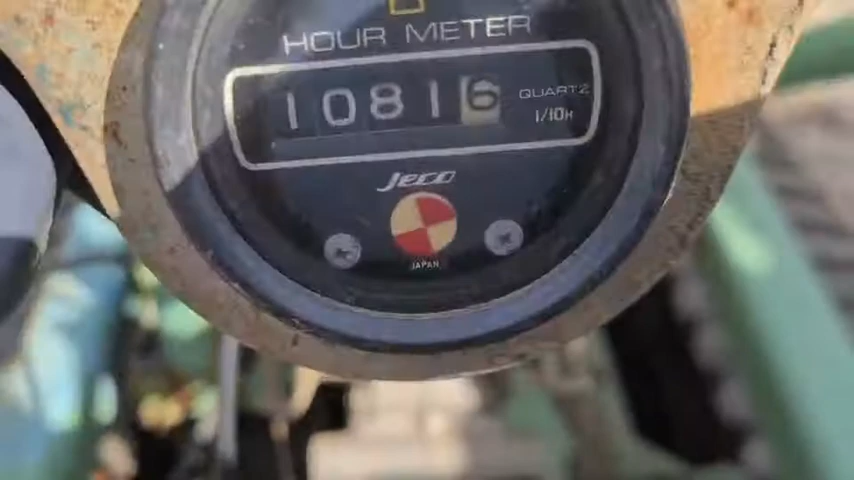 HOUR METER
10816 QUARTZ
1/10H
Jeco
JAPAN